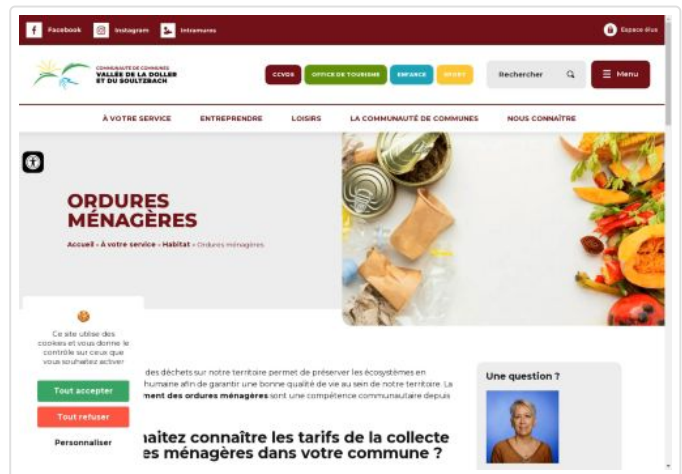 Facebook Instagram Intramuros Espace élus
COMMUNAUTÉ DE COMMUNES
VALLÉE DE LA DOLLER
ET DU SOULTZBACH
CCVDS OFFICE DE TOURISME ENFANCE SPORT Rechercher Menu
À VOTRE SERVICE ENTREPRENDRE LOISIRS LA COMMUNAUTÉ DE COMMUNES NOUS CONNAÎTRE
ORDURES
MÉNAGÈRES
Accueil » À votre service » Habitat » Ordures ménagères
Ce site utilise des
cookies et vous donne le
contrôle sur ceux que
vous souhaitez activer
Tout accepter
Tout refuser
Personnaliser
des déchets sur notre territoire permet de préserver les écosystèmes en
humaine afin de garantir une bonne qualité de vie au sein de notre territoire. La
ment des ordures ménagères sont une compétence communautaire depuis
haitez connaître les tarifs de la collecte
es ménagères dans votre commune ?
Une question ?